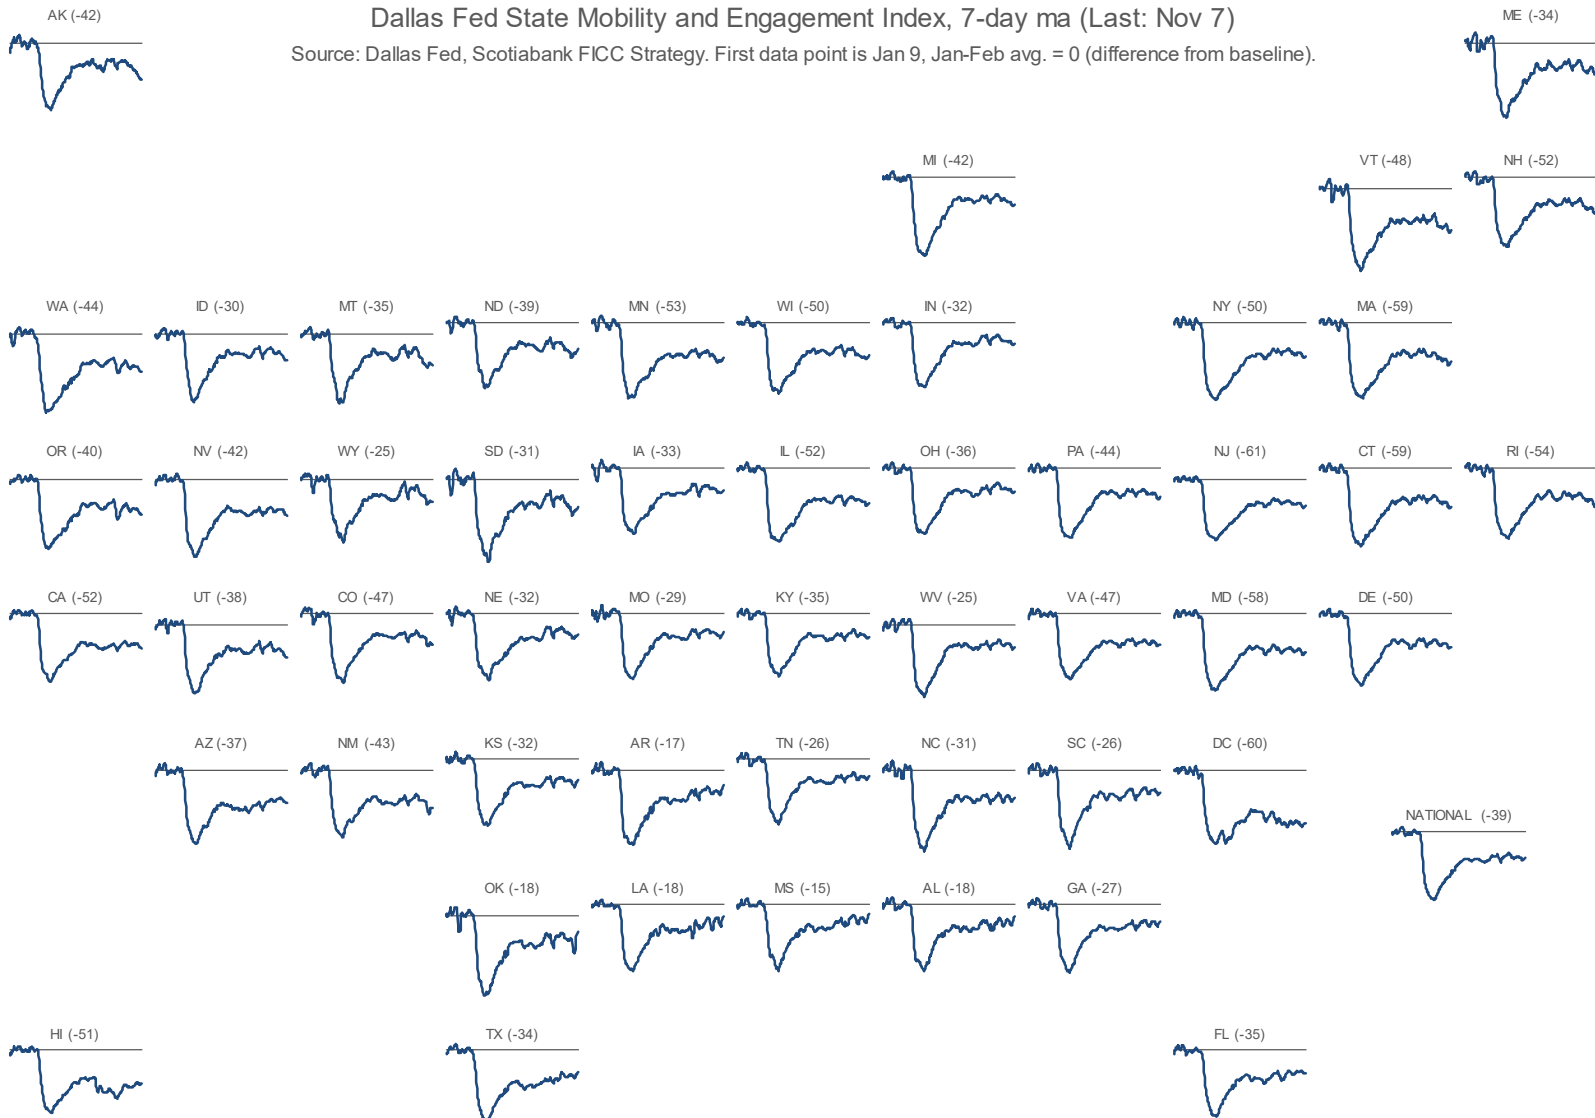 Dallas Fed State Mobility and Engagement Index, 7-day ma (Last: Nov 7)
Source: Dallas Fed, Scotiabank FICC Strategy. First data point is Jan 9, Jan-Feb avg. = 0 (difference from baseline).
AK (-42)
ME (-34)
MI (-42)
VT (-48)
NH (-52)
WA (-44)
ID (-30)
MT (-35)
ND (-39)
MN (-53)
WI (-50)
IN (-32)
NY (-50)
MA (-59)
OR (-40)
NV (-42)
WY (-25)
SD (-31)
IA (-33)
IL (-52)
OH (-36)
PA (-44)
NJ (-61)
CT (-59)
RI (-54)
CA (-52)
UT (-38)
CO (-47)
NE (-32)
MO (-29)
KY (-35)
WV (-25)
VA (-47)
MD (-58)
DE (-50)
AZ (-37)
NM (-43)
KS (-32)
AR (-17)
TN (-26)
NC (-31)
SC (-26)
DC (-60)
NATIONAL (-39)
OK (-18)
LA (-18)
MS (-15)
AL (-18)
GA (-27)
HI (-51)
TX (-34)
FL (-35)